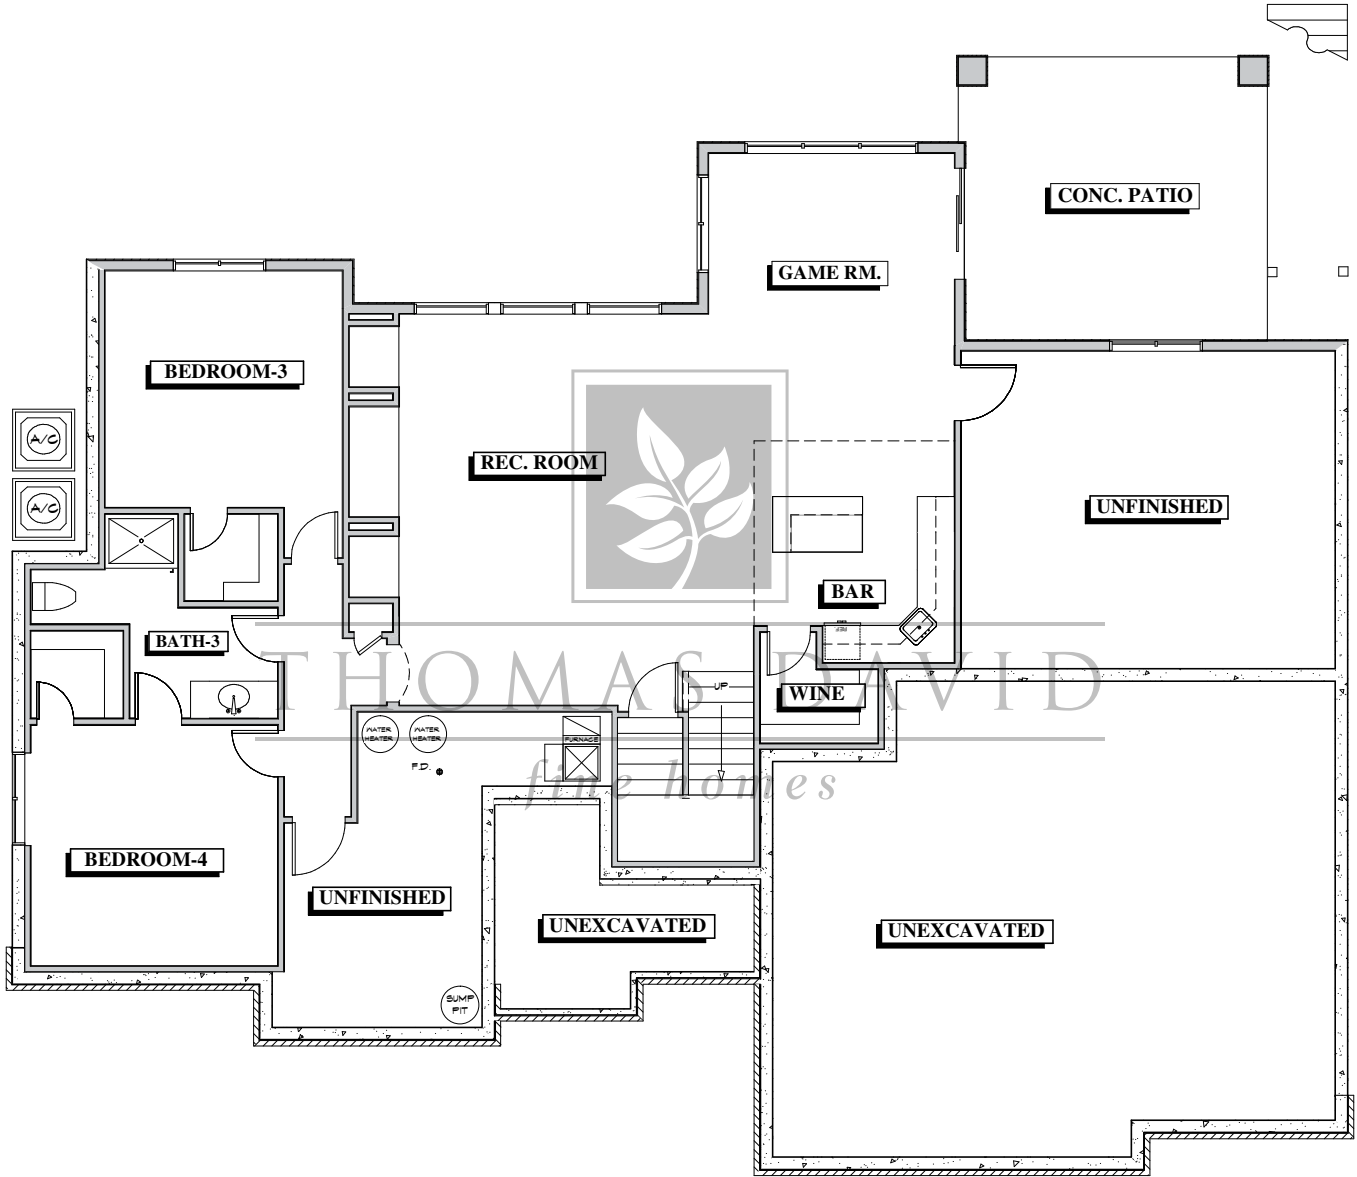 CONC. PATIO
GAME RM.
BEDROOM-3
A/C
REC. ROOM
A/C
UNFINISHED
BAR
REF
BATH-3
THOMAS DAVID
UP
WINE
WATER
HEATER
WATER
HEATER
FURNACE
F.D.
fine homes
BEDROOM-4
UNFINISHED
UNEXCAVATED
UNEXCAVATED
SUMP
PIT